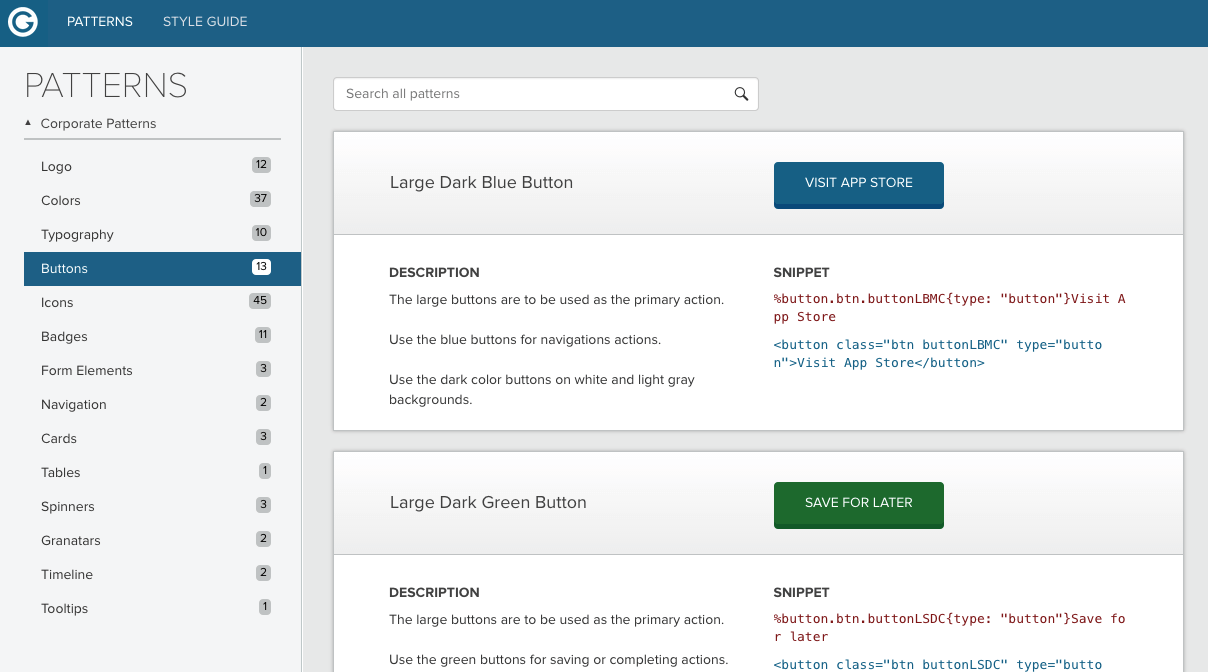 G
PATTERNS
STYLE GUIDE
PATTERNS
▲ Corporate Patterns
Logo 12
Colors 37
Typography 10
Buttons 13
Icons 45
Badges 11
Form Elements 3
Navigation 2
Cards 3
Tables 1
Spinners 3
Granatars 2
Timeline 2
Tooltips 1
Search all patterns
Large Dark Blue Button
VISIT APP STORE
DESCRIPTION
The large buttons are to be used as the primary action.
Use the blue buttons for navigations actions.
Use the dark color buttons on white and light gray
backgrounds.
SNIPPET
%button.btn.buttonLBMC{type: "button"}Visit A
pp Store
<button class="btn buttonLBMC" type="butto
n">Visit App Store</button>
Large Dark Green Button
SAVE FOR LATER
DESCRIPTION
The large buttons are to be used as the primary action.
Use the green buttons for saving or completing actions.
SNIPPET
%button.btn.buttonLSDC{type: "button"}Save fo
r later
<button class="btn buttonLSDC" type="butto